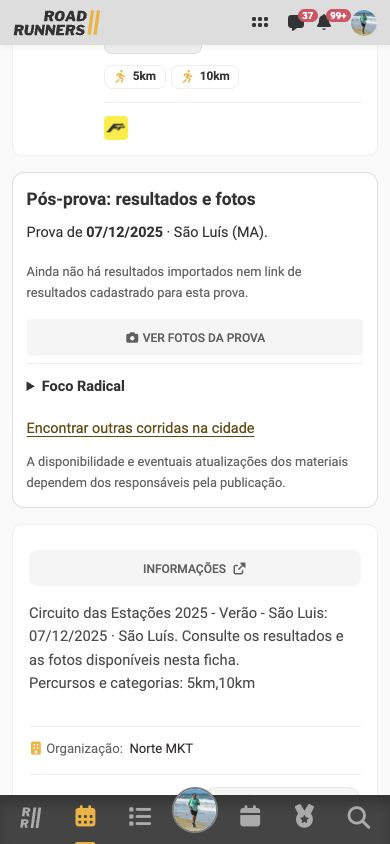 ROAD
RUNNERS
37
99+
5km
10km
Pós-prova: resultados e fotos
Prova de 07/12/2025 · São Luís (MA).
Ainda não há resultados importados nem link de
resultados cadastrado para esta prova.
VER FOTOS DA PROVA
Foco Radical
Encontrar outras corridas na cidade
A disponibilidade e eventuais atualizações dos materiais
dependem dos responsáveis pela publicação.
INFORMAÇÕES
Circuito das Estações 2025 - Verão - São Luis:
07/12/2025 · São Luís. Consulte os resultados e
as fotos disponíveis nesta ficha.
Percursos e categorias: 5km,10km
Organização: Norte MKT